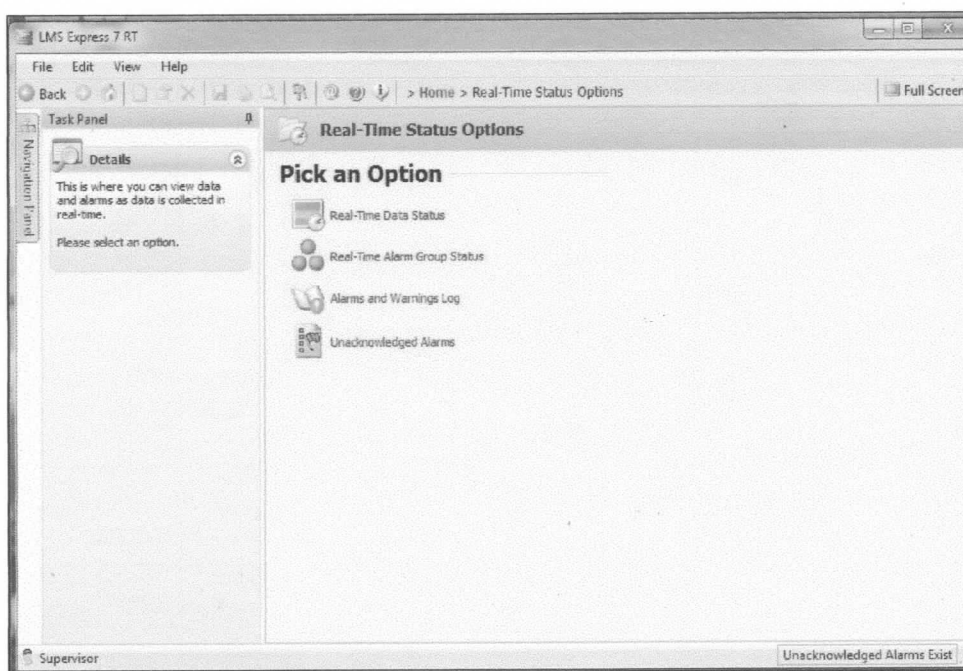 LMS Express 7 RT
File Edit View Help
Back > Home > Real-Time Status Options Full Screen
Navigation Panel
Task Panel
Details
This is where you can view data
and alarms as data is collected in
real-time.
Please select an option.
Real-Time Status Options
Pick an Option
Real-Time Data Status
Real-Time Alarm Group Status
Alarms and Warnings Log
Unacknowledged Alarms
Supervisor
Unacknowledged Alarms Exist